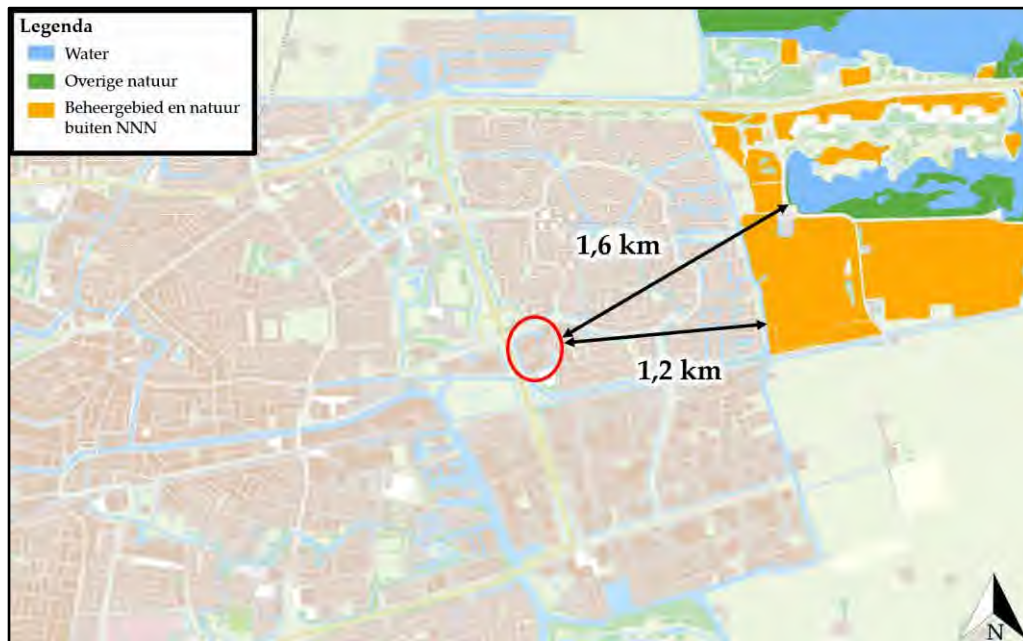 Legenda
Water
Overige natuur
Beheergebied en natuur
buiten NNN
1,6 km
1,2 km
N